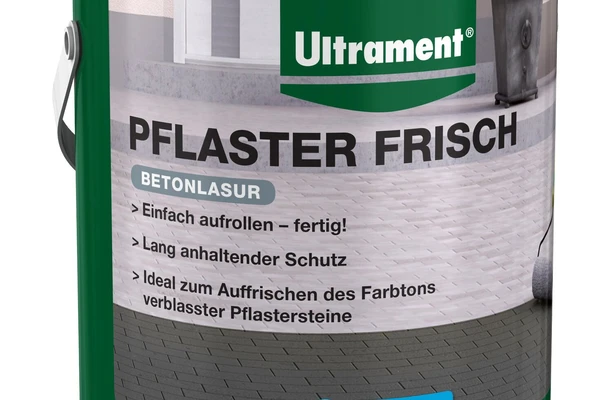 Ultrament®
PFLASTER FRISCH
BETONLASUR
> Einfach aufrollen – fertig!
> Lang anhaltender Schutz
> Ideal zum Auffrischen des Farbtons
verblasster Pflastersteine